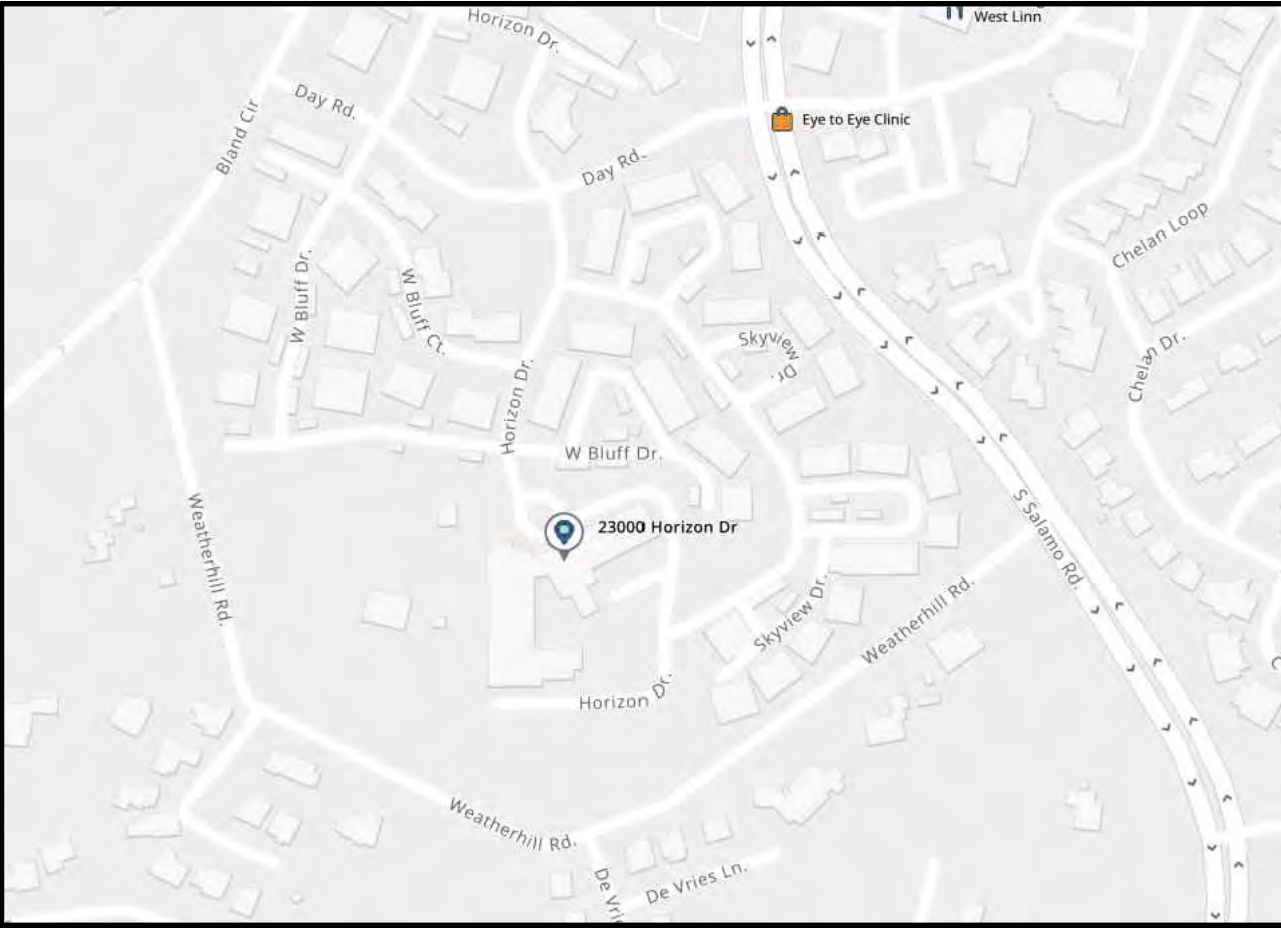 Horizon Dr.
West Linn
Day Rd.
Bland Cir
Eye to Eye Clinic
Day Rd.
Chelan Loop
W Bluff Dr.
W Bluff Ct.
Skyview
Dr.
Chelan Dr.
Horizon Dr.
W Bluff Dr.
23000 Horizon Dr
S Salamo Rd.
Weatherhill Rd.
Skyview Dr.
Weatherhill Rd.
Horizon Dr.
Weatherhill Rd.
De Vries Ln.
De Vri